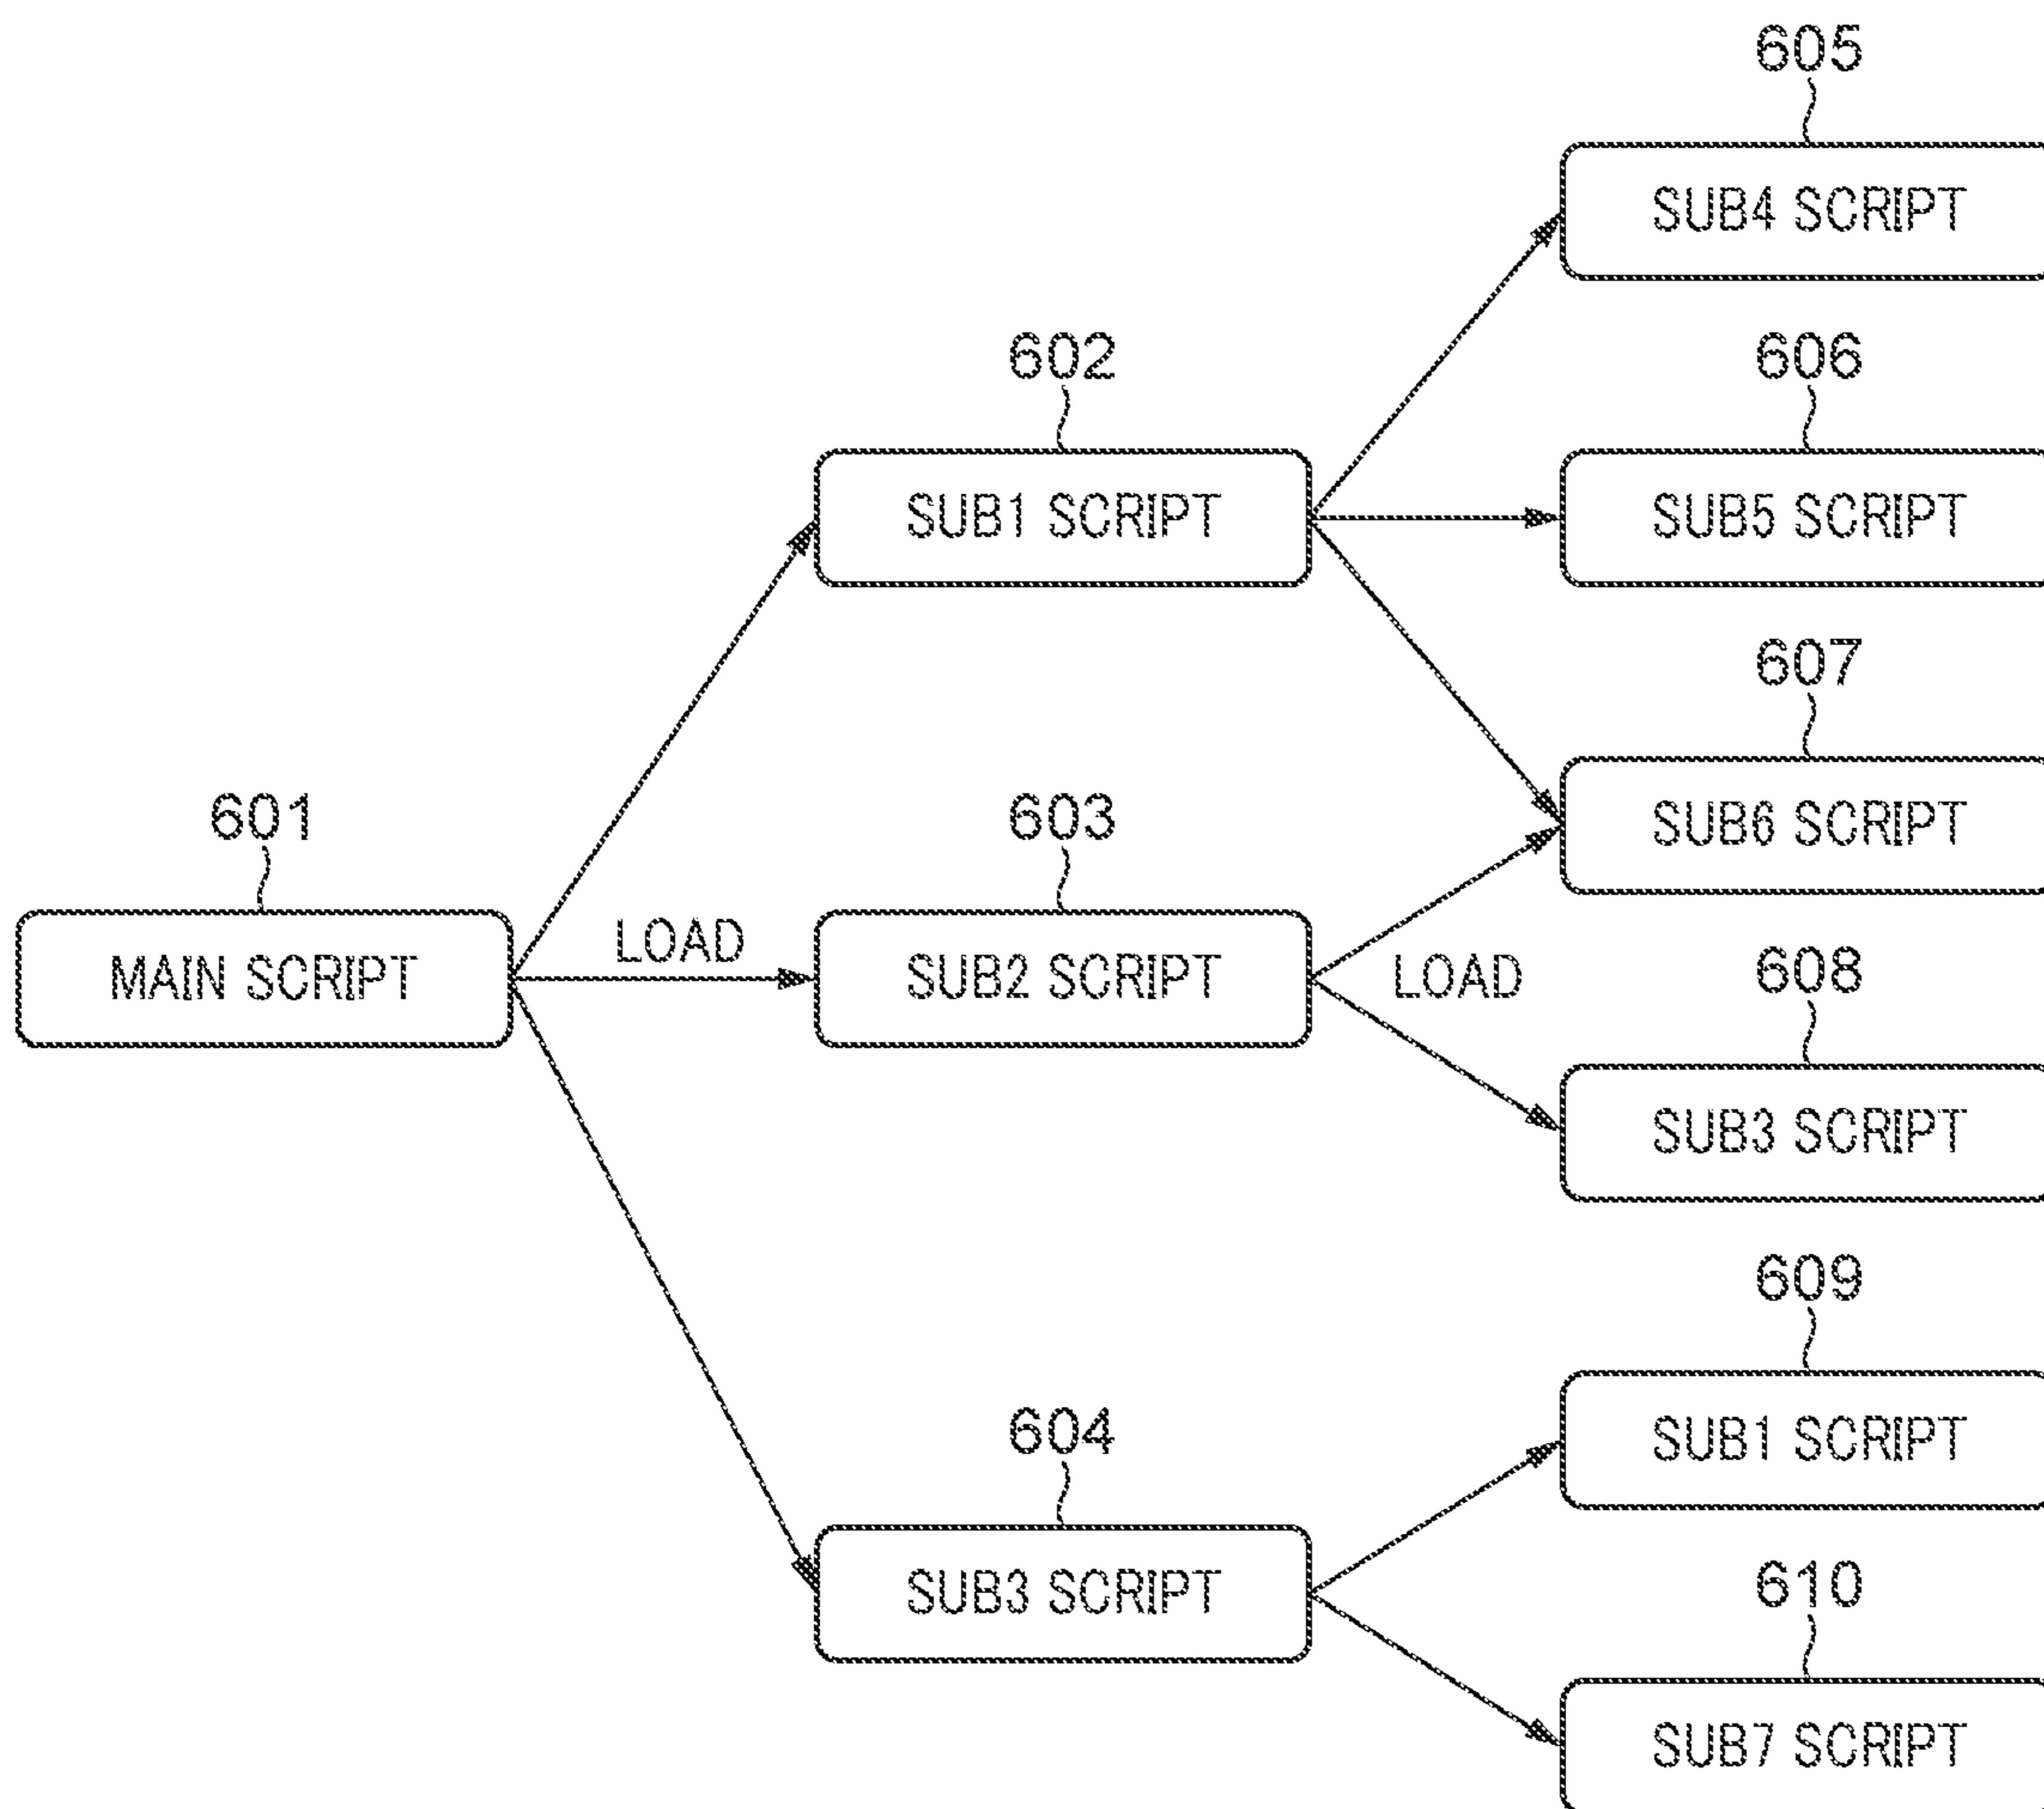 605
SUB4 SCRIPT
602
606
SUB1 SCRIPT
SUB5 SCRIPT
607
601
603
SUB6 SCRIPT
LOAD
MAIN SCRIPT
SUB2 SCRIPT
LOAD
608
SUB3 SCRIPT
609
604
SUB1 SCRIPT
SUB3 SCRIPT
610
SUB7 SCRIPT